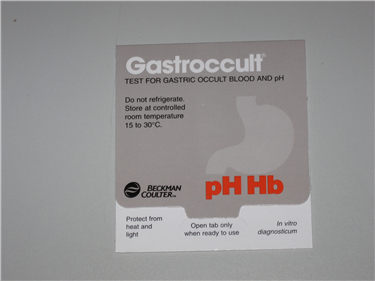 Gastroccult®
TEST FOR GASTRIC OCCULT BLOOD AND pH
Do not refrigerate.
Store at controlled
room temperature
15 to 30°C.
pH Hb
BECKMAN
COULTER™
Protect from
heat and
light
Open tab only
when ready to use
In vitro
diagnosticum